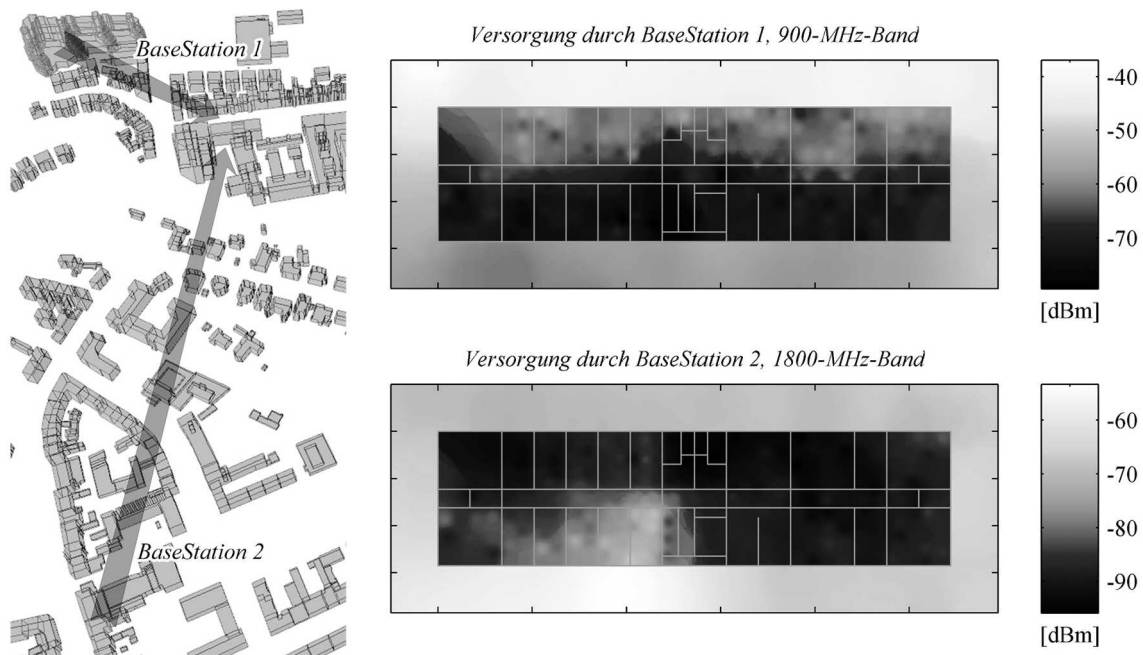 BaseStation 1
BaseStation 2
Versorgung durch BaseStation 1, 900-MHz-Band
-40
-50
-60
-70
[dBm]
Versorgung durch BaseStation 2, 1800-MHz-Band
-60
-70
-80
-90
[dBm]